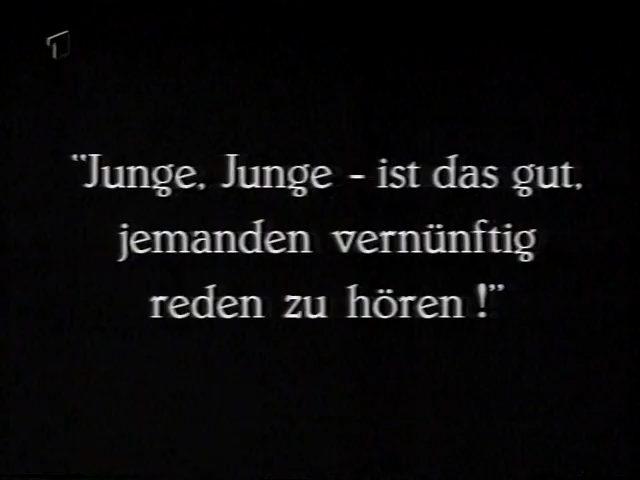 "Junge, Junge - ist das gut,
jemanden vernünftig
reden zu hören!"